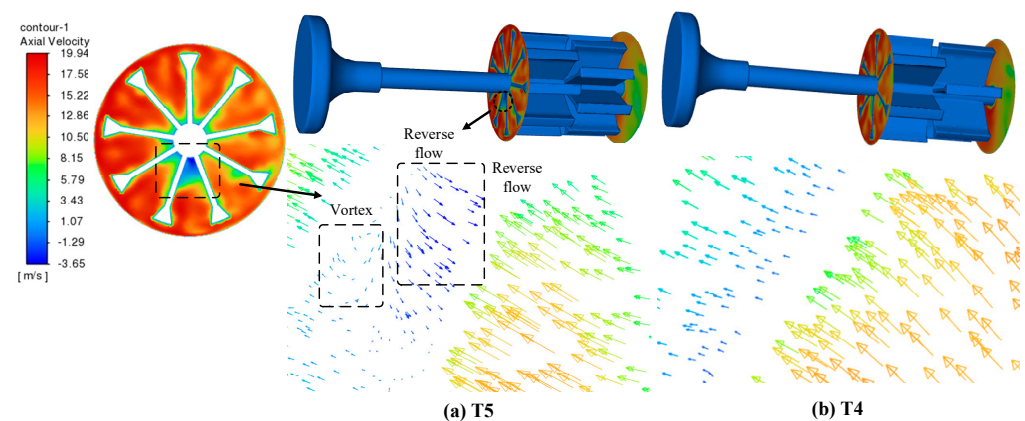 contour-1
Axial Velocity
19.94
17.58
15.22
12.86
10.50
8.15
5.79
3.43
1.07
-1.29
-3.65
[ m/s ]
Reverse
flow
Reverse
flow
Vortex
(a) T5
(b) T4